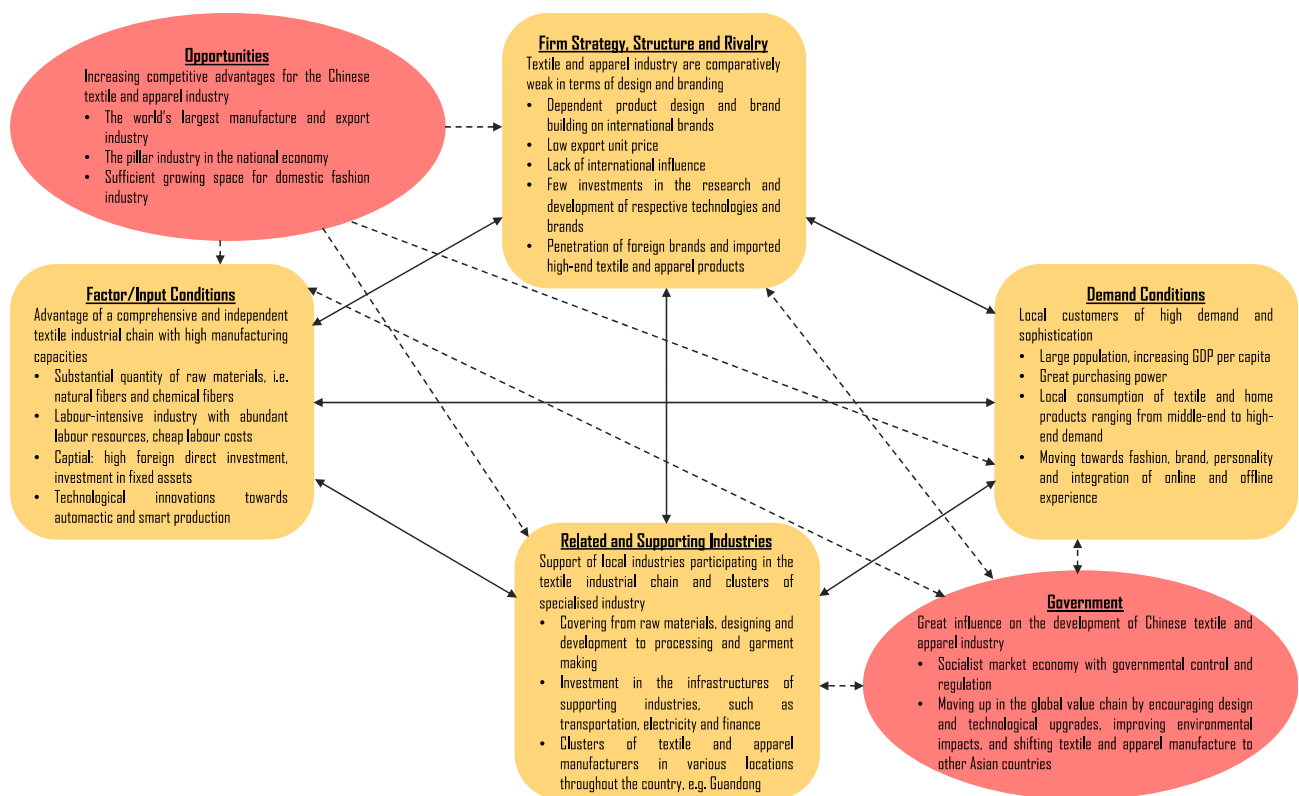 Opportunities
Increasing competitive advantages for the Chinese
textile and apparel industry
• The world's largest manufacture and export
industry
• The pillar industry in the national economy
• Sufficient growing space for domestic fashion
industry
Firm Strategy, Structure and Rivalry
Textile and apparel industry are comparatively
weak in terms of design and branding
• Dependent product design and brand
building on international brands
• Low export unit price
• Lack of international influence
• Few investments in the research and
development of respective technologies and
brands
• Penetration of foreign brands and imported
high-end textile and apparel products
Factor/Input Conditions
Advantage of a comprehensive and independent
textile industrial chain with high manufacturing
capacities
• Substantial quantity of raw materials, i.e.
natural fibers and chemical fibers
• Labour-intensive industry with abundant
labour resources, cheap labour costs
• Captial: high foreign direct investment,
investment in fixed assets
• Technological innovations towards
automactic and smart production
Demand Conditions
Local customers of high demand and
sophistication
• Large population, increasing GDP per capita
• Great purchasing power
• Local consumption of textile and home
products ranging from middle-end to high-
end demand
• Moving towards fashion, brand, personality
and integration of online and offline
experience
Related and Supporting Industries
Support of local industries participating in the
textile industrial chain and clusters of
specialised industry
• Covering from raw materials, designing and
development to processing and garment
making
• Investment in the infrastructures of
supporting industries, such as
transportation, electricity and finance
• Clusters of textile and apparel
manufacturers in various locations
throughout the country, e.g. Guandong
Government
Great influence on the development of Chinese textile and
apparel industry
• Socialist market economy with governmental control and
regulation
• Moving up in the global value chain by encouraging design
and technological upgrades, improving environmental
impacts, and shifting textile and apparel manufacture to
other Asian countries